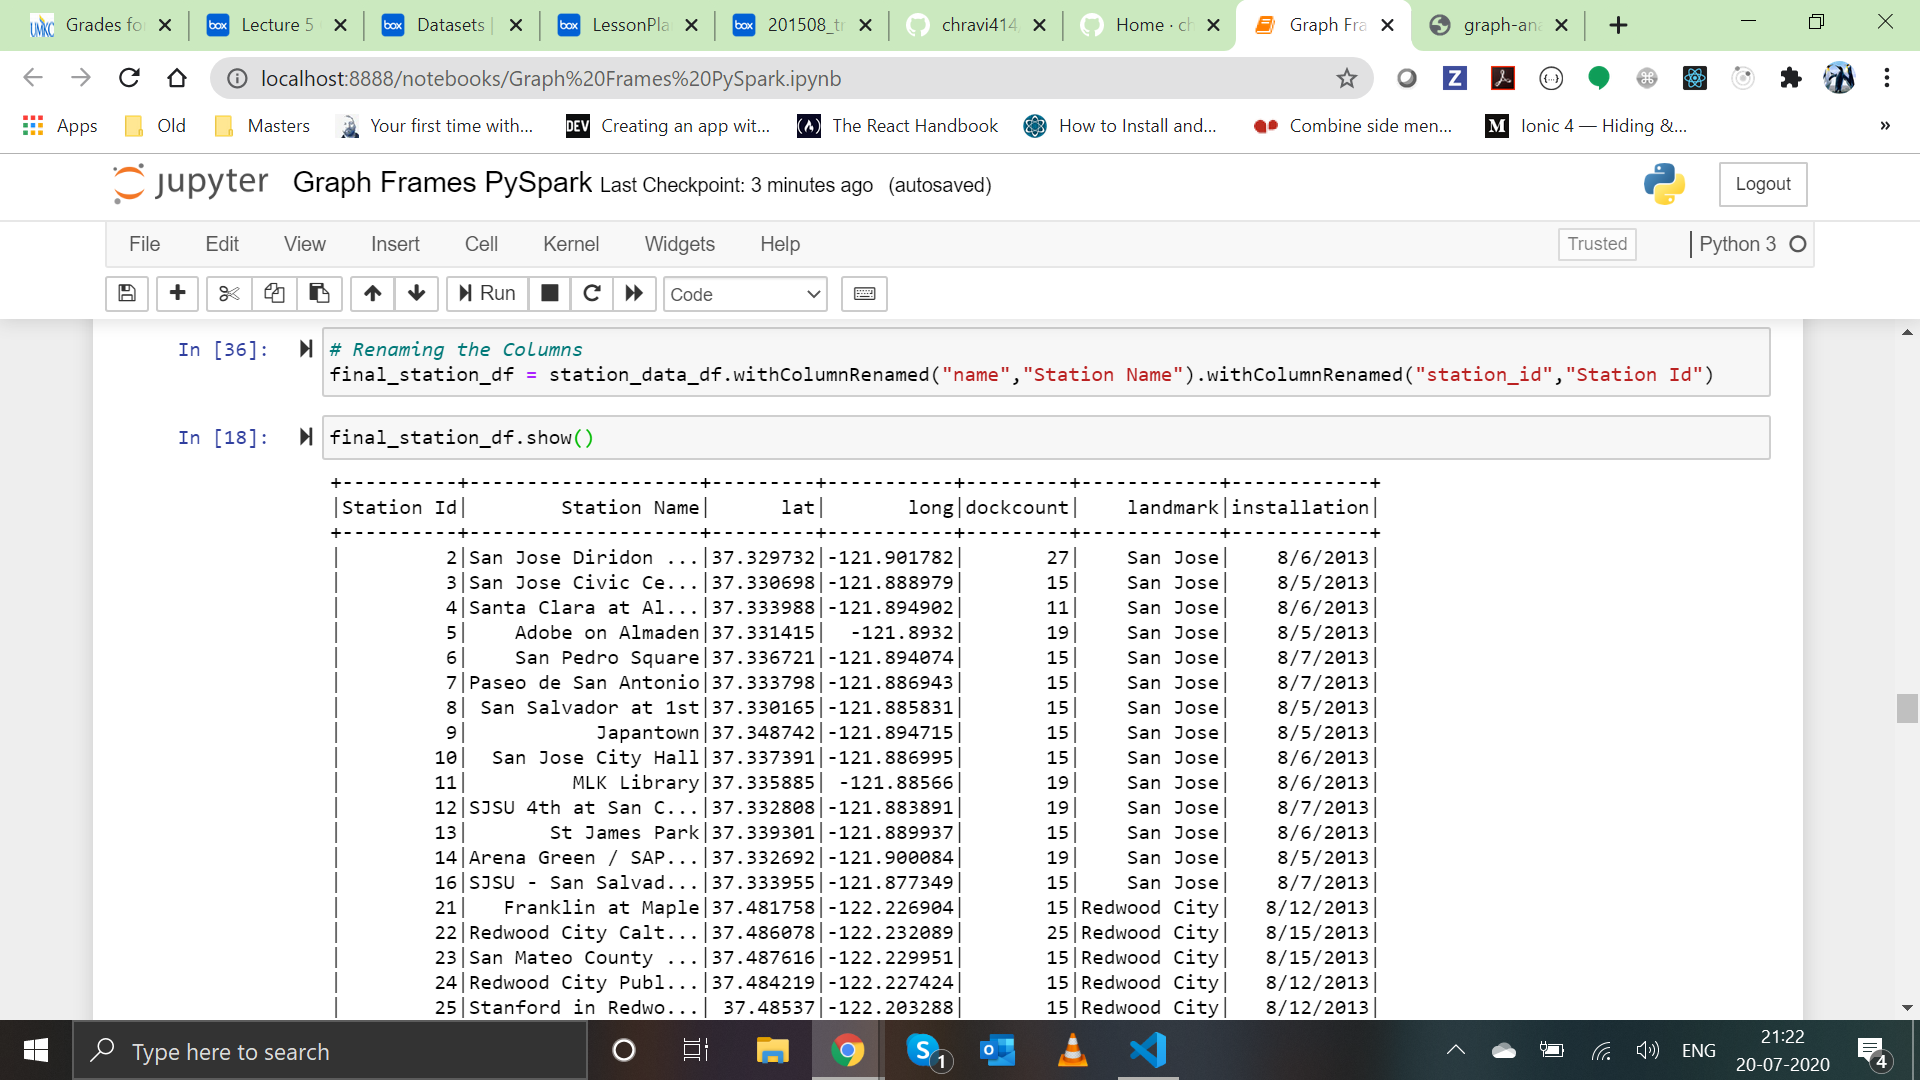 Grades fo
Lecture 5
Datasets |
LessonPla
201508_tr
chravi414,
Home · ch
Graph Fra
graph-ana
localhost:8888/notebooks/Graph%20Frames%20PySpark.ipynb
Apps
Old
Masters
Your first time with...
DEV
Creating an app wit...
The React Handbook
How to Install and...
Combine side men...
M
Ionic 4 — Hiding &...
»
jupyter
Graph Frames PySpark Last Checkpoint: 3 minutes ago (autosaved)
Logout
File Edit View Insert Cell Kernel Widgets Help
Trusted
Python 3
Run
Code
In [36]:
# Renaming the Columns
final_station_df = station_data_df.withColumnRenamed("name","Station Name").withColumnRenamed("station_id","Station Id")
In [18]:
final_station_df.show()
+----------+--------------------+---------+-----------+---------+------------+------------+
|Station Id|        Station Name|      lat|       long|dockcount|    landmark|installation|
+----------+--------------------+---------+-----------+---------+------------+------------+
|         2|San Jose Diridon ...|37.329732|-121.901782|       27|    San Jose|    8/6/2013|
|         3|San Jose Civic Ce...|37.330698|-121.888979|       15|    San Jose|    8/5/2013|
|         4|Santa Clara at Al...|37.333988|-121.894902|       11|    San Jose|    8/6/2013|
|         5|    Adobe on Almaden|37.331415|  -121.8932|       19|    San Jose|    8/5/2013|
|         6|    San Pedro Square|37.336721|-121.894074|       15|    San Jose|    8/7/2013|
|         7|Paseo de San Antonio|37.333798|-121.886943|       15|    San Jose|    8/7/2013|
|         8| San Salvador at 1st|37.330165|-121.885831|       15|    San Jose|    8/5/2013|
|         9|           Japantown|37.348742|-121.894715|       15|    San Jose|    8/5/2013|
|        10|  San Jose City Hall|37.337391|-121.886995|       15|    San Jose|    8/6/2013|
|        11|         MLK Library|37.335885| -121.88566|       19|    San Jose|    8/6/2013|
|        12|SJSU 4th at San C...|37.332808|-121.883891|       19|    San Jose|    8/7/2013|
|        13|       St James Park|37.339301|-121.889937|       15|    San Jose|    8/6/2013|
|        14|Arena Green / SAP...|37.332692|-121.900084|       19|    San Jose|    8/5/2013|
|        16|SJSU - San Salvad...|37.333955|-121.877349|       15|    San Jose|    8/7/2013|
|        21|   Franklin at Maple|37.481758|-122.226904|       15|Redwood City|   8/12/2013|
|        22|Redwood City Calt...|37.486078|-122.232089|       25|Redwood City|   8/15/2013|
|        23|San Mateo County ...|37.487616|-122.229951|       15|Redwood City|   8/15/2013|
|        24|Redwood City Publ...|37.484219|-122.227424|       15|Redwood City|   8/12/2013|
|        25|Stanford in Redwo...| 37.48537|-122.203288|       15|Redwood City|   8/12/2013|
Type here to search
1
ENG
21:22
20-07-2020
4